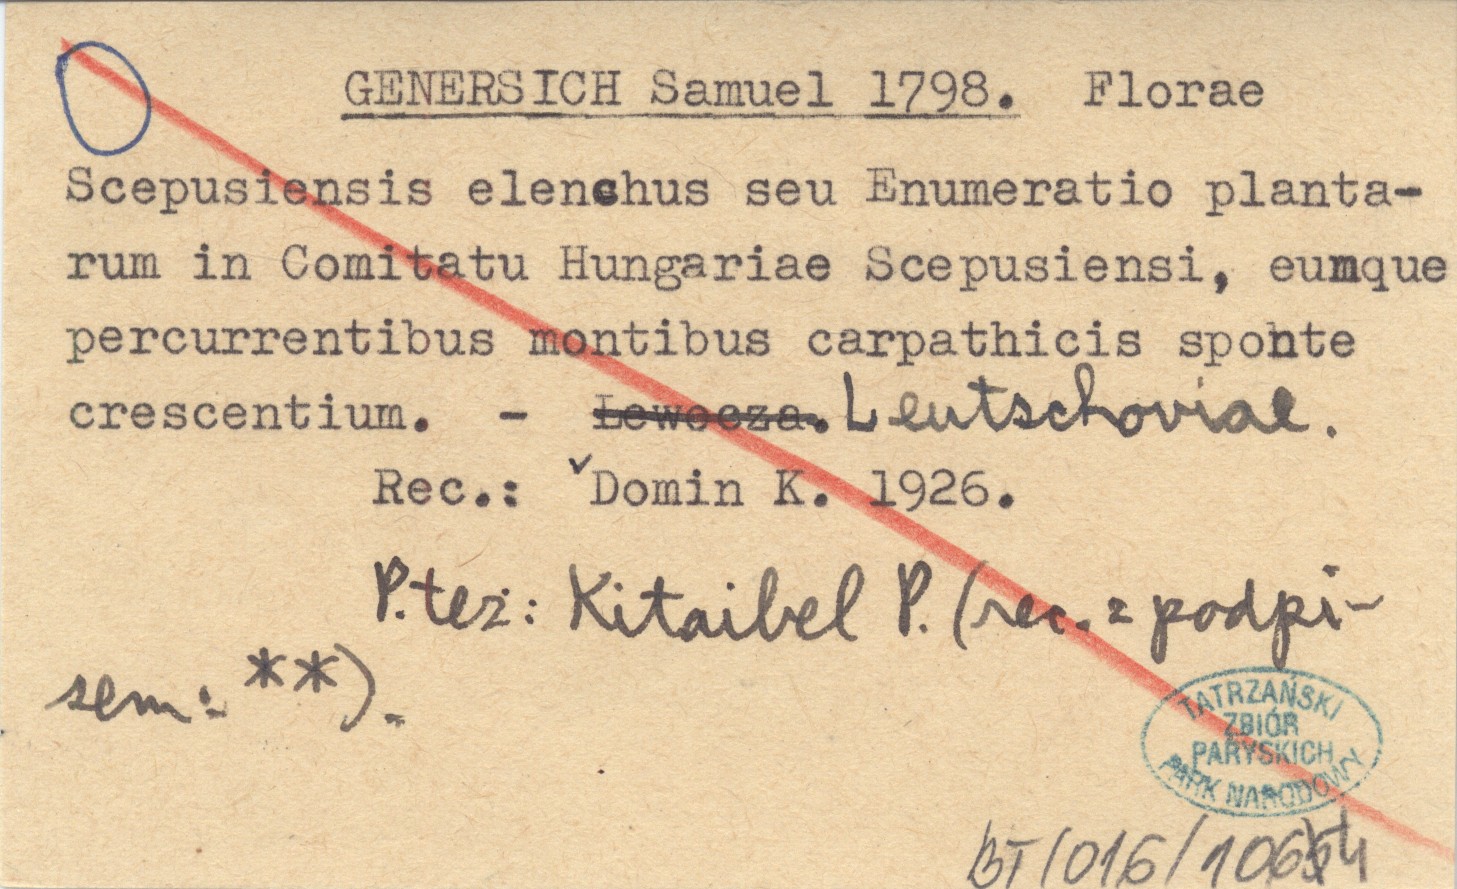 GENERSICH Samuel 1798. Florae
Scepusiensis elenchus seu Enumeratio planta-
rum in Comitatu Hungariae Scepusiensi, eumque
percurrentibus montibus carpathicis sponte
crescentium. - Lewocza. Leutschoviae.
Rec.: Domin K. 1926.
P. też: Kitaibel P. (rec. z podpi-
sem: **).
TATRZAŃSKI
ZBIÓR
PARYSKICH
PARK NARODOWY
BT/016/10654